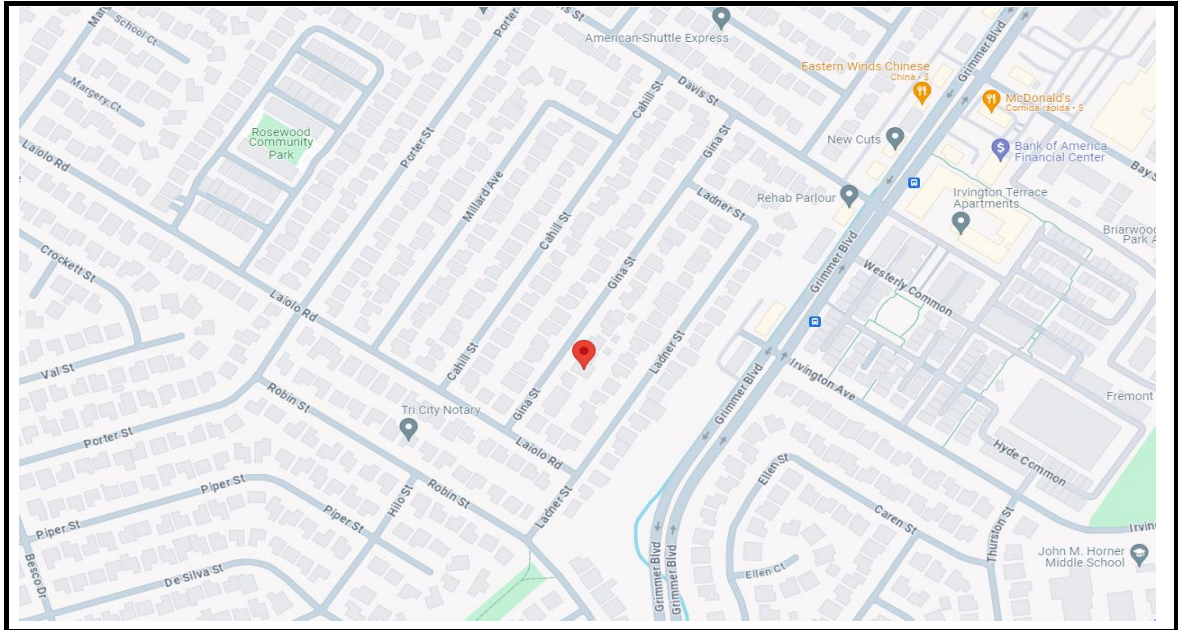 Mar
School Ct
Porter
is St
American-Shuttle Express
Grimmer Blvd
Eastern Winds Chinese
China · $
Margery Ct
Cahill St
Davis St
McDonald's
Comida rápida · $
Rosewood
Community
Park
Porter St
Gina St
New Cuts
Bank of America
Financial Center
Laiolo Rd
Bay S
Millard Ave
Ladner St
Rehab Parlour
Irvington Terrace
Apartments
Cahill St
Briarwood
Park A
Crockett St
Gina St
Grimmer Blvd
Westerly Common
Laiolo Rd
Ladner St
Val St
Cahill St
Irvington Ave
Grimmer Blvd
Robin St
Gina St
Tri City Notary
Fremont
Porter St
Laiolo Rd
Hyde Common
Ellen St
Piper St
Hilo St
Robin St
Ladner St
Caren St
Piper St
Piper St
Thurston St
Irvin
Besco Dr
De Silva St
Grimmer Blvd
Grimmer Blvd
Ellen Ct
John M. Horner
Middle School